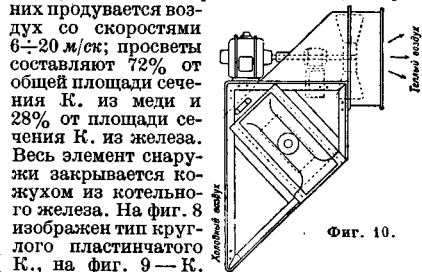 них продувается воз-
дух со скоростями
6÷20 м/ск; просветы
составляют 72% от
общей площади сече-
ния К. из меди и
28% от площади се-
чения К. из железа.
Весь элемент снару-
жи закрывается ко-
жухом из котельно-
го железа. На фиг. 8
изображен тип круг-
лого пластинчатого
К., на фиг. 9 — К.
Холодный воздух
Теплый воздух
Фиг. 10.